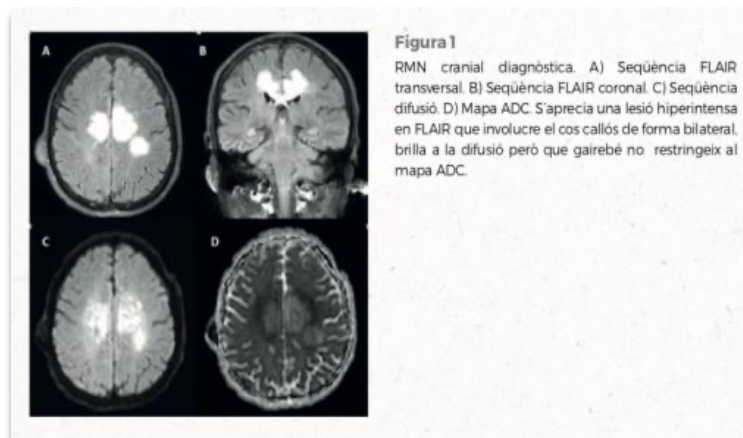 A
B
C
D
Figura 1
RMN cranial diagnòstica. A) Seqüència FLAIR
transversal. B) Seqüència FLAIR coronal. C) Seqüència
difusió. D) Mapa ADC. S'aprecia una lesió hiperintensa
en FLAIR que involucre el cos callós de forma bilateral,
brilla a la difusió però que gairebé no restringeix al
mapa ADC.